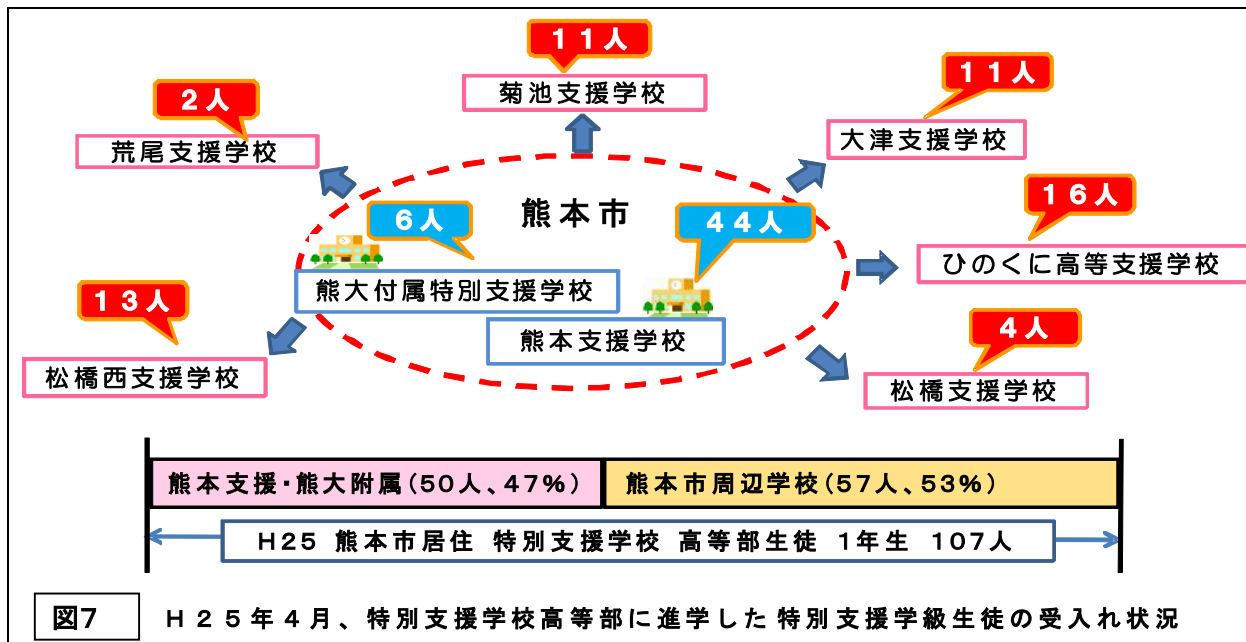 １１人
菊池支援学校
１１人
大津支援学校
２人
荒尾支援学校
１６人
ひのくに高等支援学校
熊本市
６人
熊大付属特別支援学校
４４人
熊本支援学校
１３人
松橋西支援学校
４人
松橋支援学校
熊本支援・熊大附属(50人、47%)
熊本市周辺学校(57人、53%)
H25 熊本市居住 特別支援学校 高等部生徒 1年生 107人
図7 Ｈ２５年４月、特別支援学校高等部に進学した特別支援学級生徒の受入れ状況